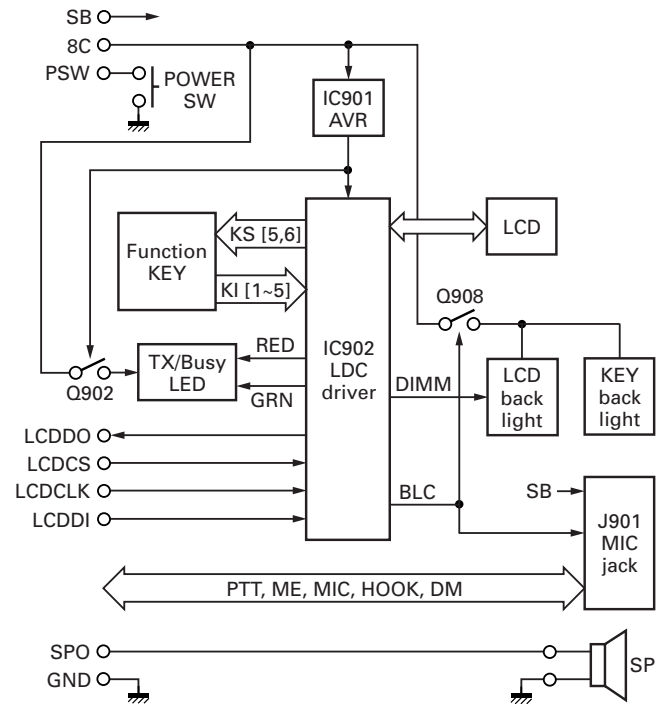 SB
8C
PSW
POWER
SW
IC901
AVR
Function
KEY
KS [5,6]
KI [1~5]
LCD
Q908
Q902
TX/Busy
LED
RED
GRN
IC902
LDC
driver
DIMM
LCD
back
light
KEY
back
light
LCDDO
LCDCS
LCDCLK
LCDDI
BLC
SB
J901
MIC
jack
PTT, ME, MIC, HOOK, DM
SPO
GND
SP